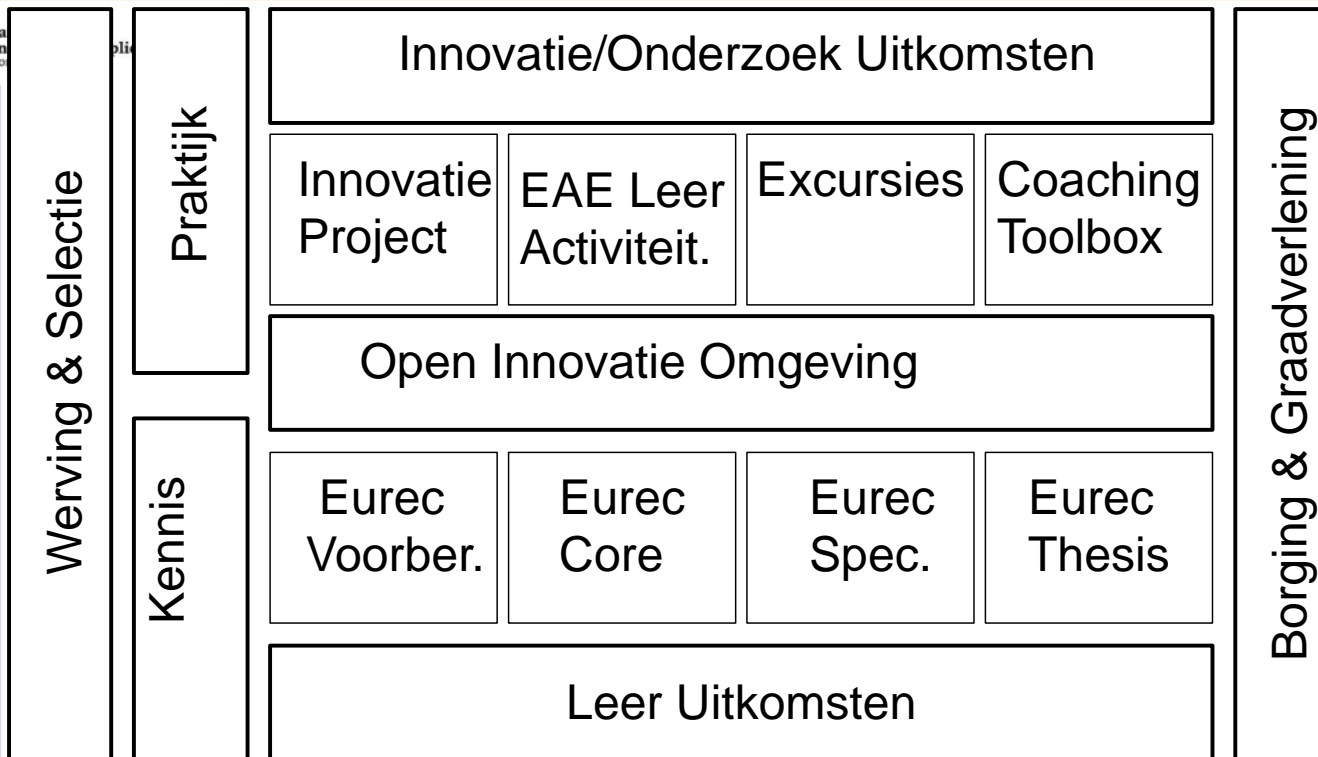 Werving & Selectie
Praktijk
Kennis
Innovatie/Onderzoek Uitkomsten
Innovatie
Project
EAE Leer
Activiteit.
Excursies
Coaching
Toolbox
Open Innovatie Omgeving
Eurec
Voorber.
Eurec
Core
Eurec
Spec.
Eurec
Thesis
Leer Uitkomsten
Borging & Graadverlening